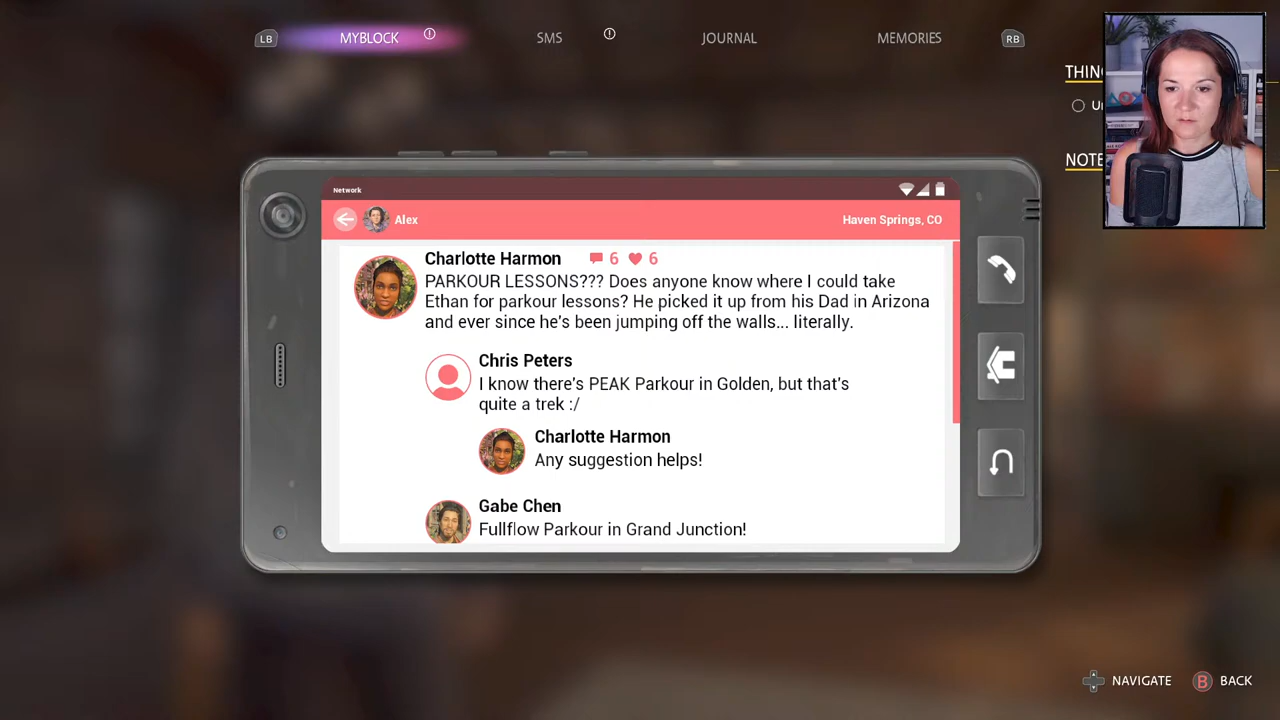 LB
MYBLOCK
SMS
JOURNAL
MEMORIES
RB
THIN
NOTE
Network
Alex
Haven Springs, CO
Charlotte Harmon 6 6
PARKOUR LESSONS??? Does anyone know where I could take
Ethan for parkour lessons? He picked it up from his Dad in Arizona
and ever since he's been jumping off the walls... literally.
Chris Peters
I know there's PEAK Parkour in Golden, but that's
quite a trek :/
Charlotte Harmon
Any suggestion helps!
Gabe Chen
Fullflow Parkour in Grand Junction!
NAVIGATE
B BACK